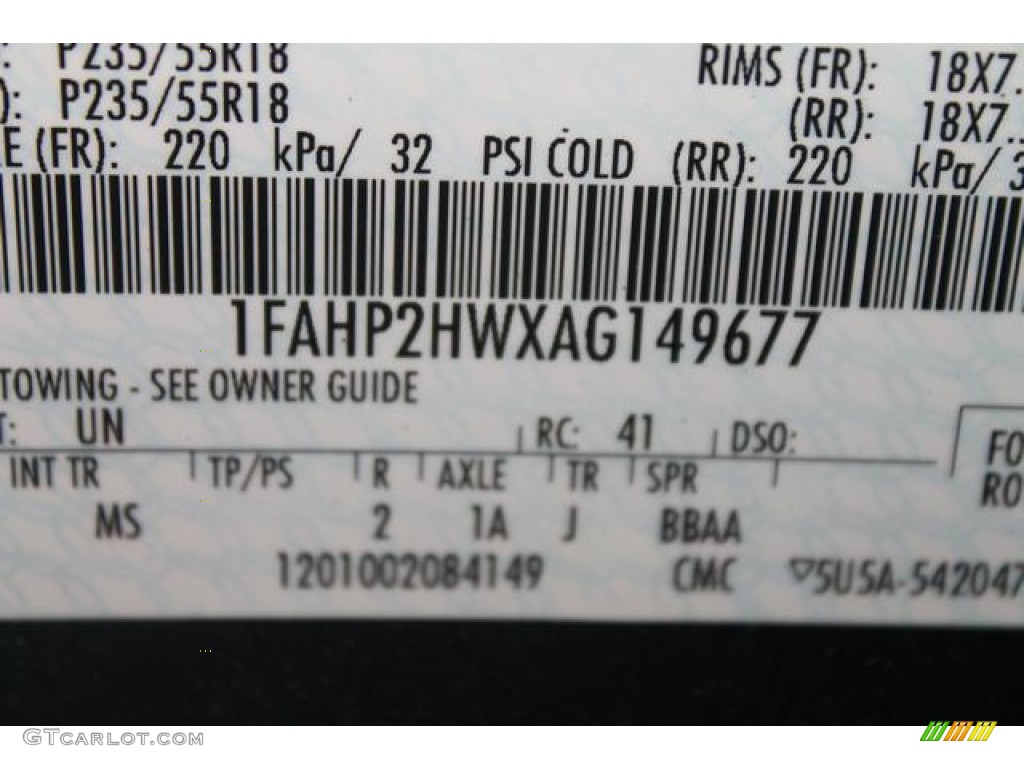 : P235/55R18 RIMS (FR): 18X7.
): P235/55R18 (RR): 18X7.
E (FR): 220 kPa/ 32 PSI COLD (RR): 220 kPa/ 3
1FAHP2HWXAG149677
TOWING - SEE OWNER GUIDE
T: UN RC: 41 DSO:
INT TR TP/PS R AXLE TR SPR FO
RO
MS 2 1A J BBAA
1201002084149 CMC ▽5U5A-542047
GTCARLOT.COM